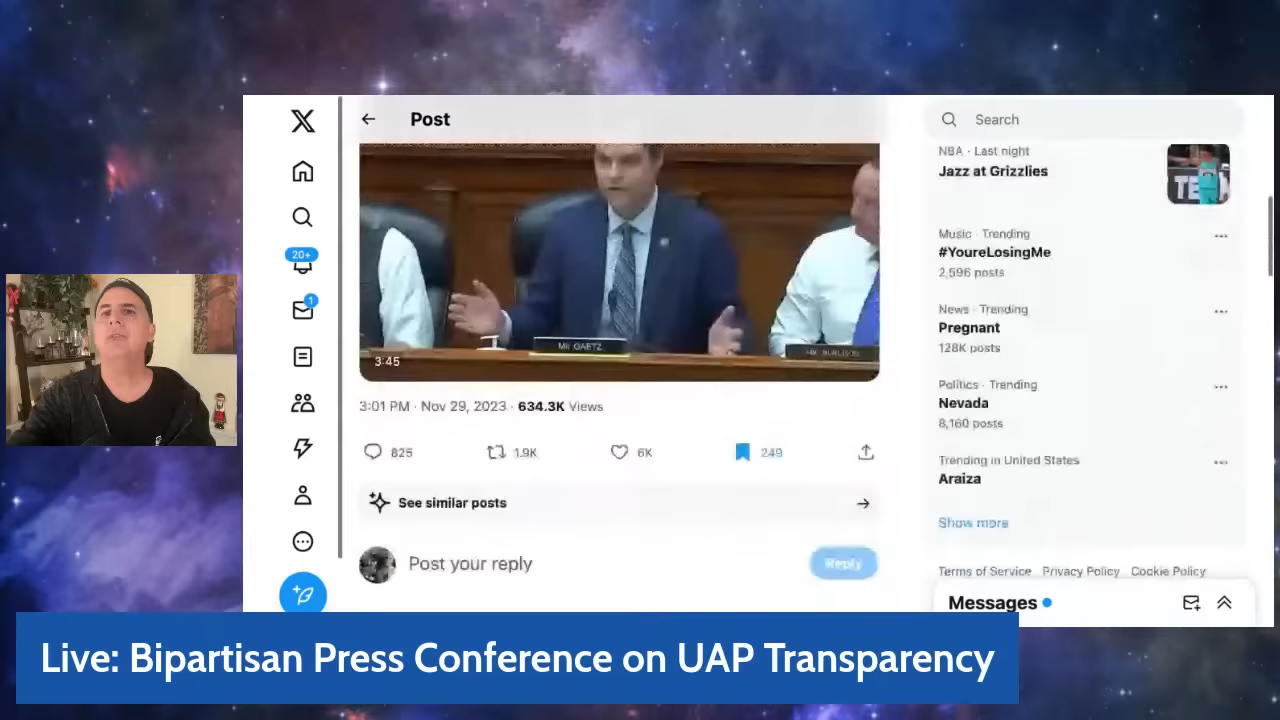 Post
Search
NBA · Last night
Jazz at Grizzlies
Music · Trending
#YoureLosingMe
2,596 posts
News · Trending
Pregnant
128K posts
Politics · Trending
Nevada
8,160 posts
Trending in United States
Araiza
Show more
Terms of Service Privacy Policy Cookie Policy
Messages
20+
1
MR. GAETZ
MR. BURLISON
3:45
3:01 PM · Nov 29, 2023 · 634.3K Views
825 1.9K 6K 249
See similar posts
Post your reply
Reply
Live: Bipartisan Press Conference on UAP Transparency